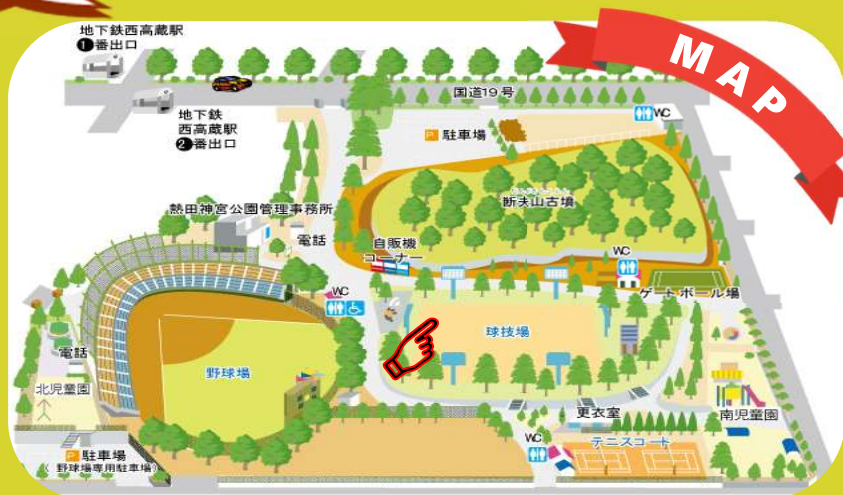 地下鉄西高蔵駅
❶番出口
MAP
国道19号
地下鉄
西高蔵駅
❷番出口
WC
P 駐車場
断夫山古墳
熱田神宮公園管理事務所
電話
自販機
コーナー
WC
WC
ゲートボール場
球技場
電話
野球場
北児童園
更衣室
南児童園
WC
テニスコート
P 駐車場
(野球場専用駐車場)